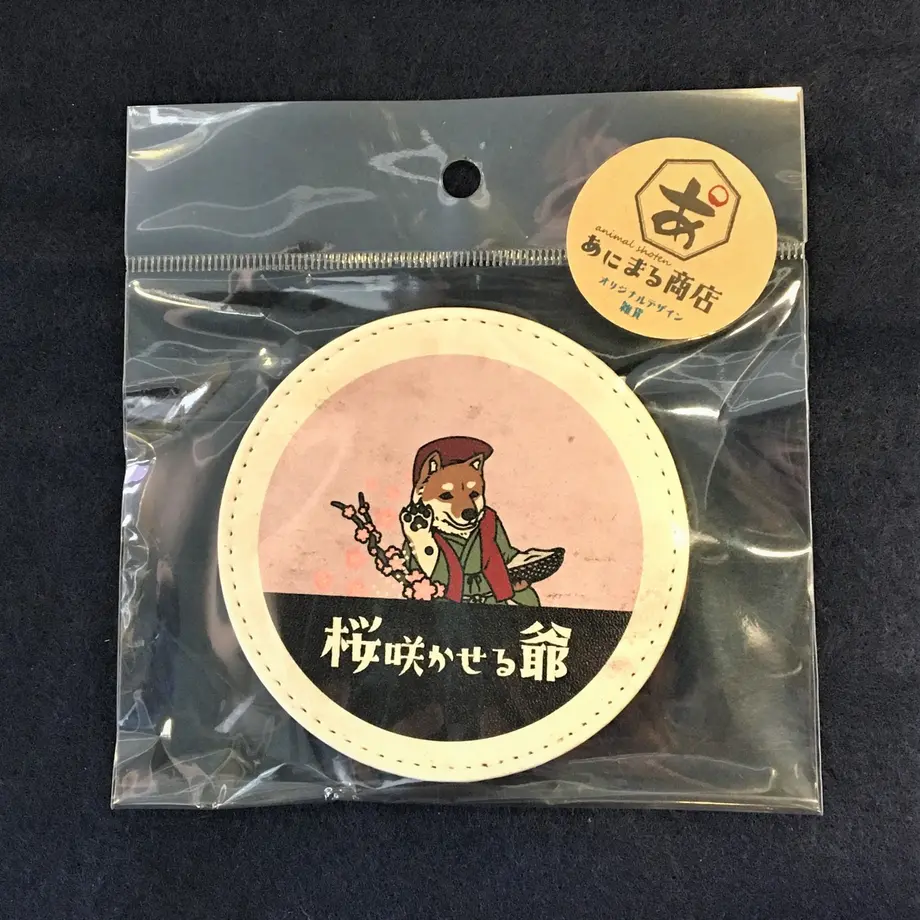 あ
animal shoten
あにまる商店
オリジナルデザイン
雑貨
桜咲かせる爺